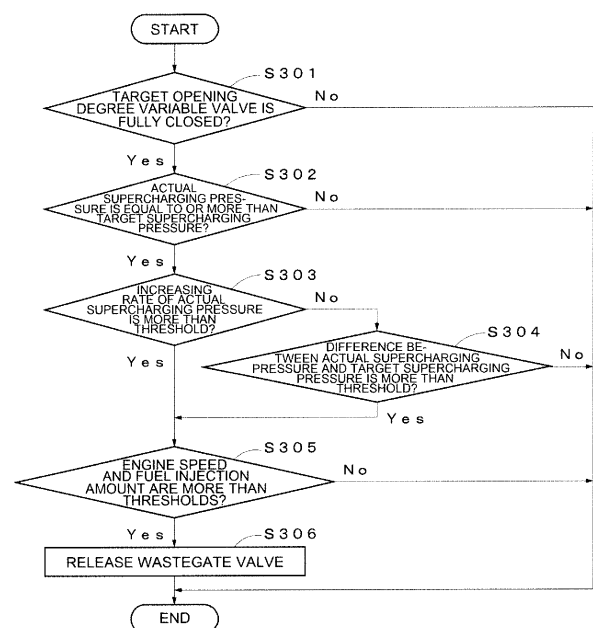 START
S301
TARGET OPENING
DEGREE VARIABLE VALVE IS
FULLY CLOSED?
No
Yes
S302
ACTUAL
SUPERCHARGING PRES-
SURE IS EQUAL TO OR MORE THAN
TARGET SUPERCHARGING
PRESSURE?
No
Yes
S303
INCREASING
RATE OF ACTUAL
SUPERCHARGING PRESSURE
IS MORE THAN
THRESHOLD?
No
Yes
S304
DIFFERENCE BE-
TWEEN ACTUAL SUPERCHARGING
PRESSURE AND TARGET SUPERCHARGING
PRESSURE IS MORE THAN
THRESHOLD?
No
Yes
S305
ENGINE SPEED
AND FUEL INJECTION
AMOUNT ARE MORE THAN
THRESHOLDS?
No
Yes
S306
RELEASE WASTEGATE VALVE
END